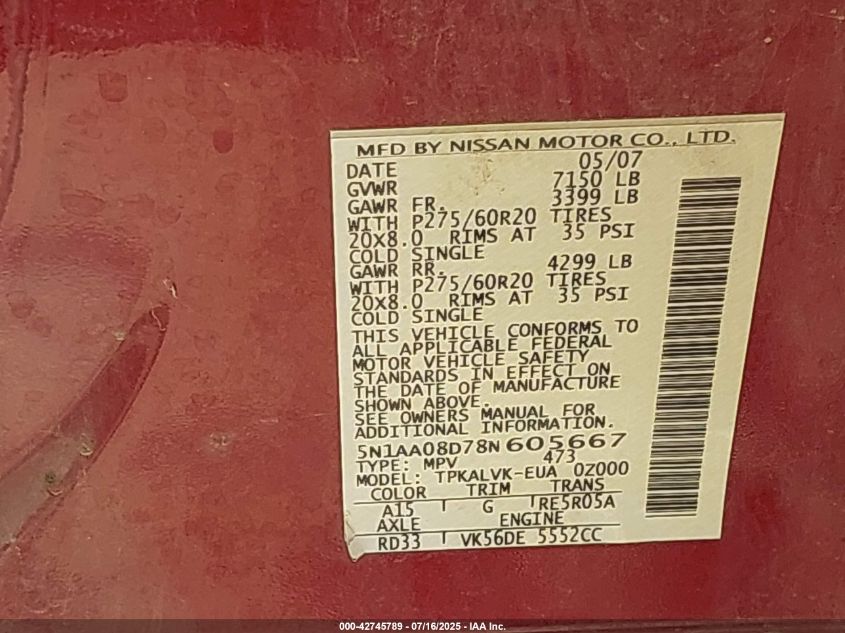 MFD BY NISSAN MOTOR CO., LTD.
DATE 05/07
GVWR 7150 LB
GAWR FR. 3399 LB
WITH P275/60R20 TIRES
20X8.0 RIMS AT 35 PSI
COLD SINGLE
GAWR RR. 4299 LB
WITH P275/60R20 TIRES
20X8.0 RIMS AT 35 PSI
COLD SINGLE
THIS VEHICLE CONFORMS TO
ALL APPLICABLE FEDERAL
MOTOR VEHICLE SAFETY
STANDARDS IN EFFECT ON
THE DATE OF MANUFACTURE
SHOWN ABOVE.
SEE OWNERS MANUAL FOR
ADDITIONAL INFORMATION.
5N1AA08D78N 605667
TYPE: MPV 473
MODEL: TPKALVK-EUA 0Z000
COLOR TRIM TRANS
A15 G RE5R05A
AXLE ENGINE
RD33 VK56DE 5552CC
000-42745789 - 07/16/2025 - IAA Inc.